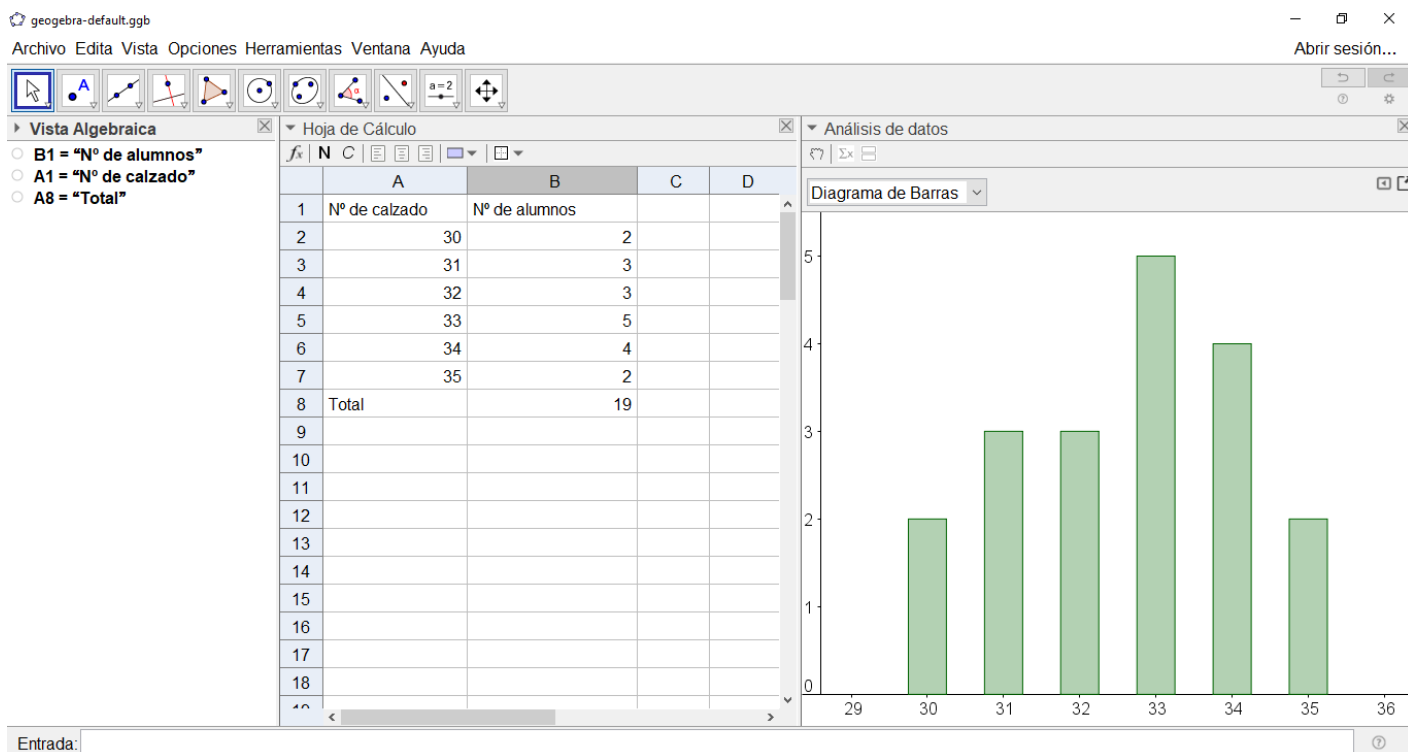 geogebra-default.ggb
Archivo Edita Vista Opciones Herramientas Ventana Ayuda
Abrir sesión...
A
α
a=2
Vista Algebraica
B1 = “Nº de alumnos”
A1 = “Nº de calzado”
A8 = “Total”
Hoja de Cálculo
fx N C
A B C D
1 Nº de calzado Nº de alumnos
2 30 2
3 31 3
4 32 3
5 33 5
6 34 4
7 35 2
8 Total 19
9
10
11
12
13
14
15
16
17
18
Análisis de datos
Σx
Diagrama de Barras
5
4
3
2
1
0
29 30 31 32 33 34 35 36
Entrada: